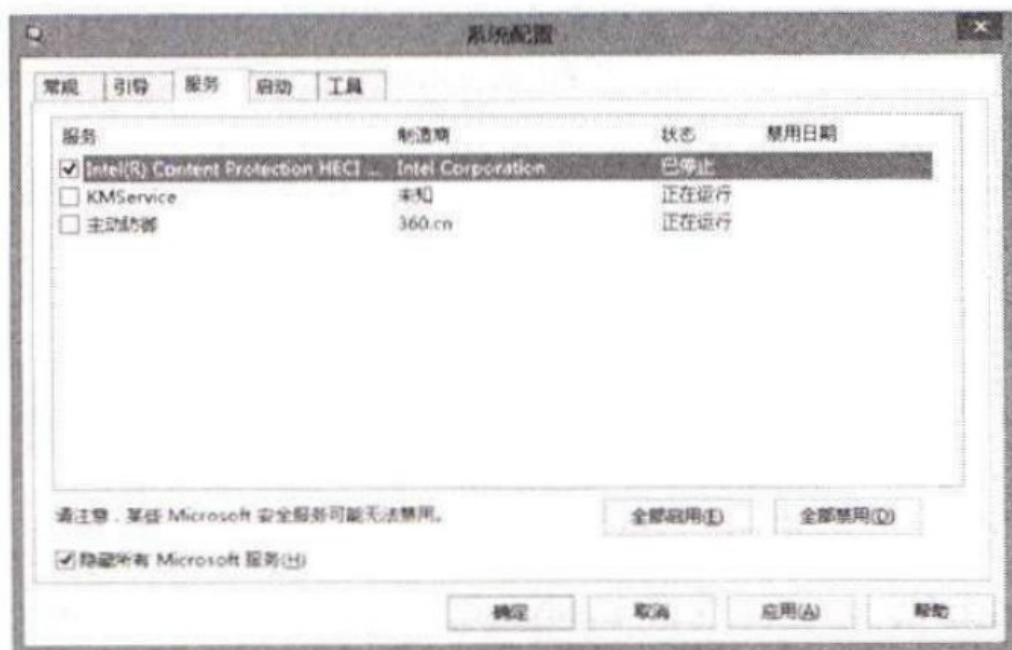 系统配置
常规 引导 服务 启动 工具
服务 制造商 状态 禁用日期
Intel(R) Content Protection HECI ... Intel Corporation 已停止
KMService 未知 正在运行
主动防御 360.cn 正在运行
请注意，某些 Microsoft 安全服务可能无法禁用。
全部启用(E) 全部禁用(D)
隐藏所有 Microsoft 服务(H)
确定 取消 应用(A) 帮助